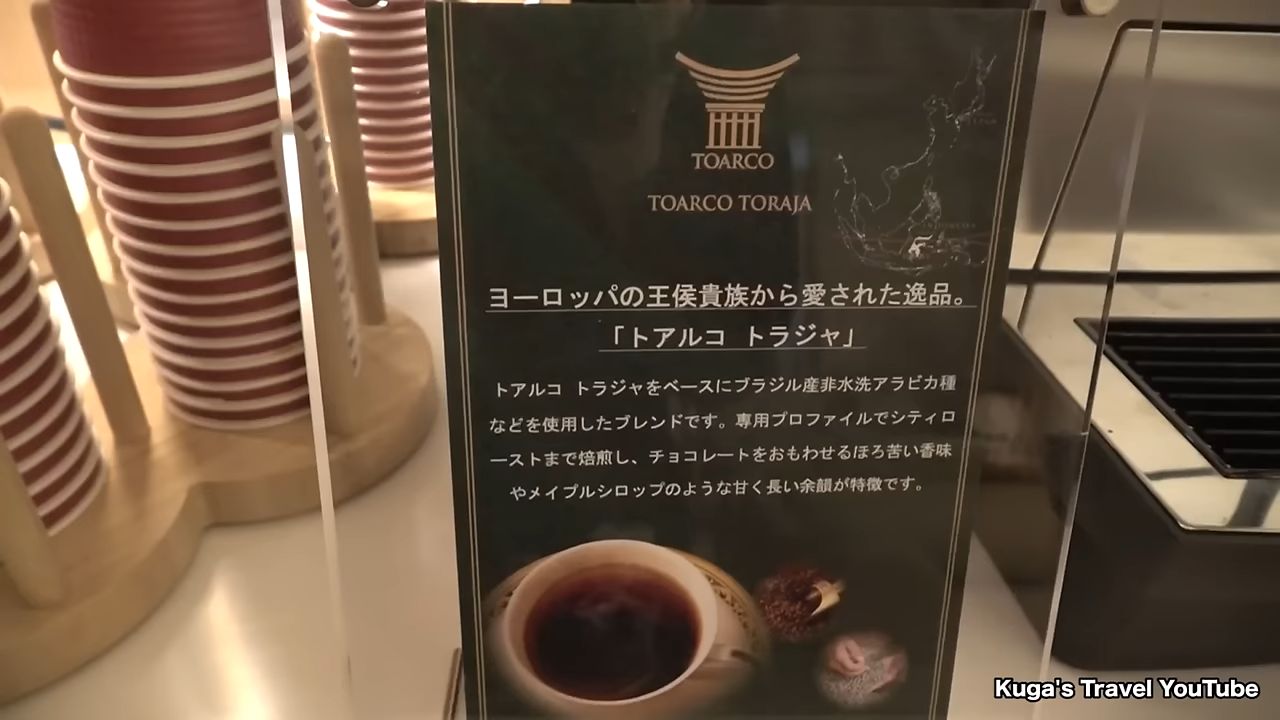 TOARCO
TOARCO TORAJA
ヨーロッパの王侯貴族から愛された逸品。
「トアルコ トラジャ」
トアルコ トラジャをベースにブラジル産非水洗アラビカ種
などを使用したブレンドです。専用プロファイルでシティロ
ーストまで焙煎し、チョコレートをおもわせるほろ苦い香味
やメイプルシロップのような甘く長い余韻が特徴です。
Kuga's Travel YouTube